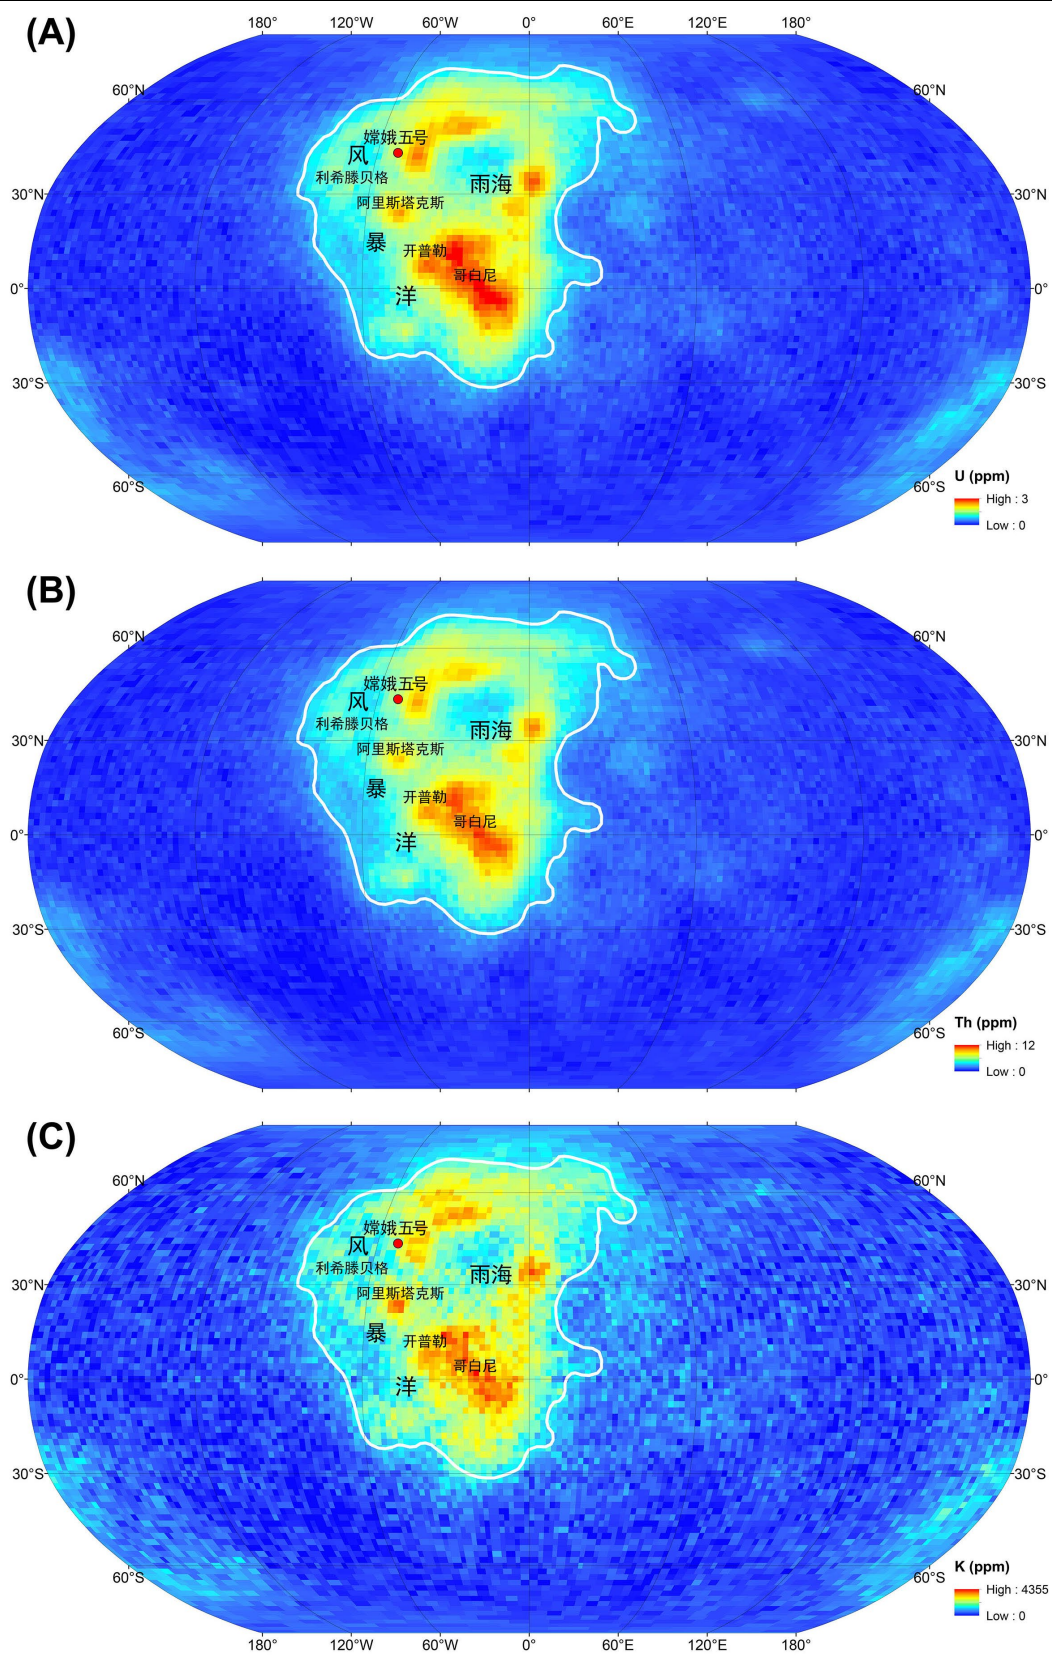 (A)
180° 120°W 60°W 0° 60°E 120°E 180°
60°N 60°N
嫦娥五号
风
利希滕贝格
雨海
30°N 30°N
阿里斯塔克斯
暴
开普勒
哥白尼
0° 0°
洋
30°S 30°S
U (ppm)
60°S 60°S
High : 3
Low : 0
(B)
60°N 60°N
嫦娥五号
风
利希滕贝格
雨海
30°N 30°N
阿里斯塔克斯
暴
开普勒
哥白尼
0° 0°
洋
30°S 30°S
Th (ppm)
60°S 60°S
High : 12
Low : 0
(C)
60°N 60°N
嫦娥五号
风
利希滕贝格
雨海
30°N 30°N
阿里斯塔克斯
暴
开普勒
哥白尼
0° 0°
洋
30°S 30°S
K (ppm)
60°S 60°S
High : 4355
Low : 0
180° 120°W 60°W 0° 60°E 120°E 180°